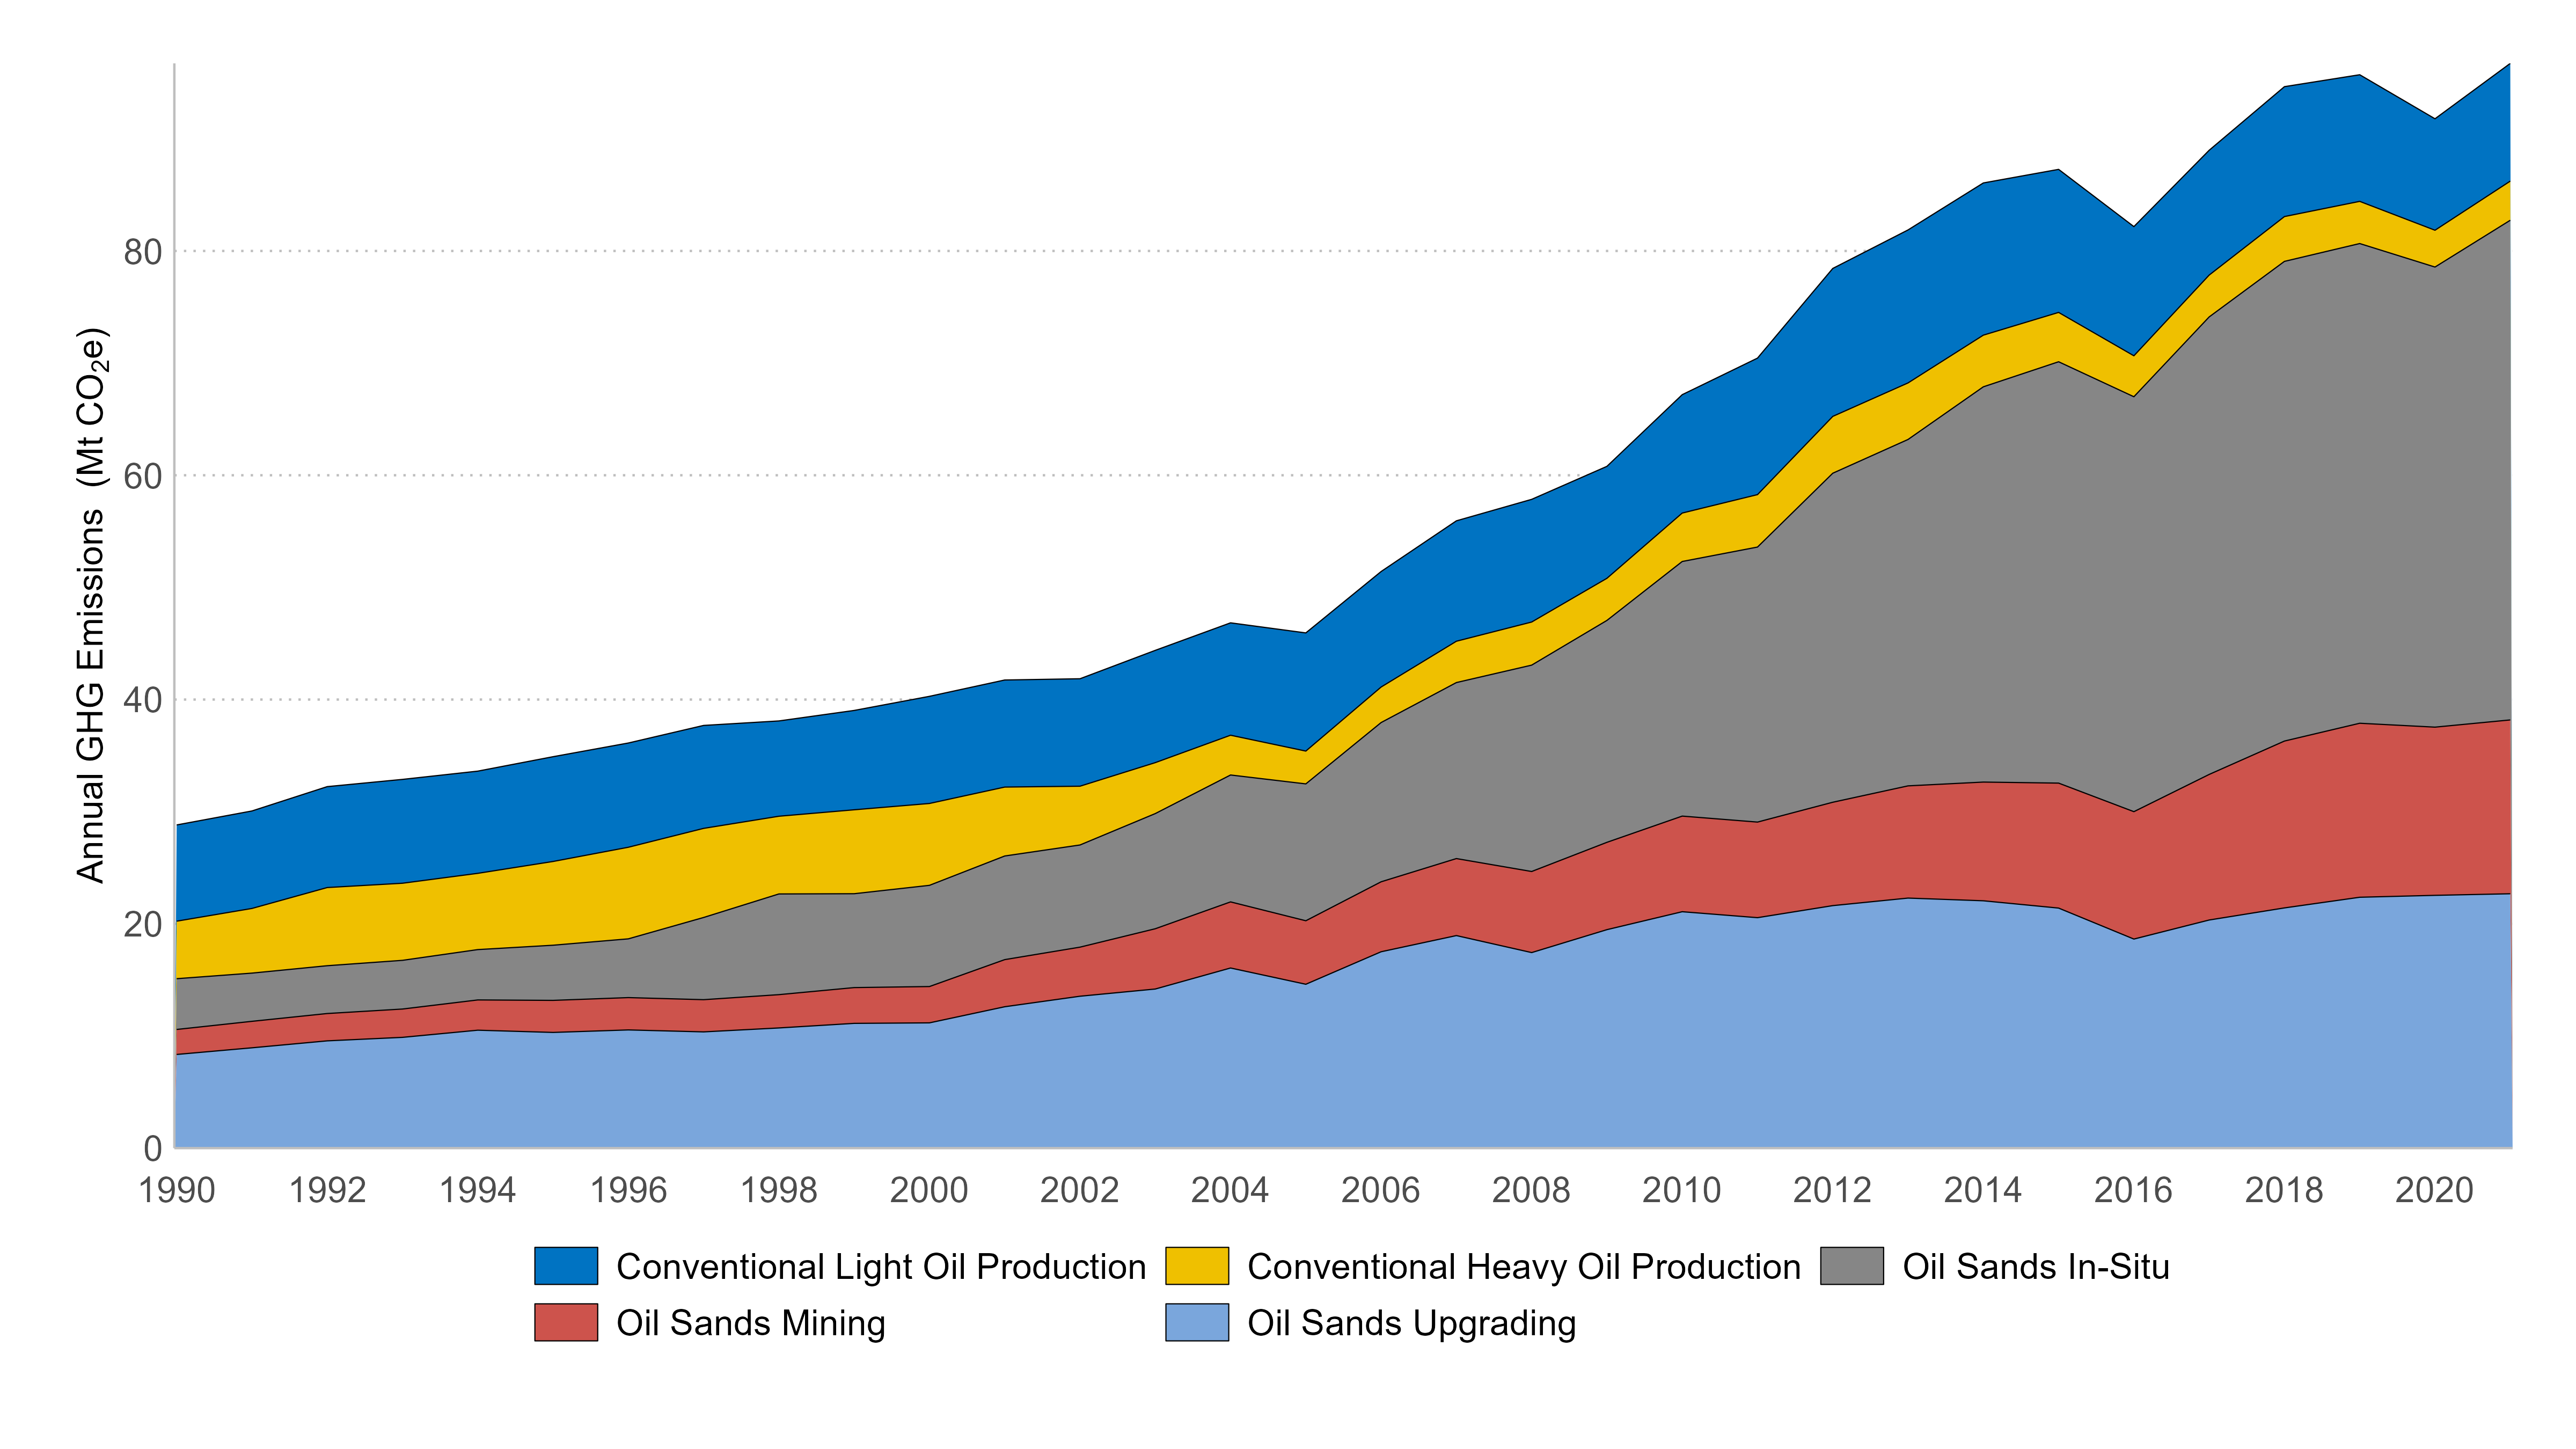 Annual GHG Emissions (Mt CO₂e)
80
60
40
20
0
1990 1992 1994 1996 1998 2000 2002 2004 2006 2008 2010 2012 2014 2016 2018 2020
Conventional Light Oil Production Conventional Heavy Oil Production Oil Sands In-Situ
Oil Sands Mining Oil Sands Upgrading